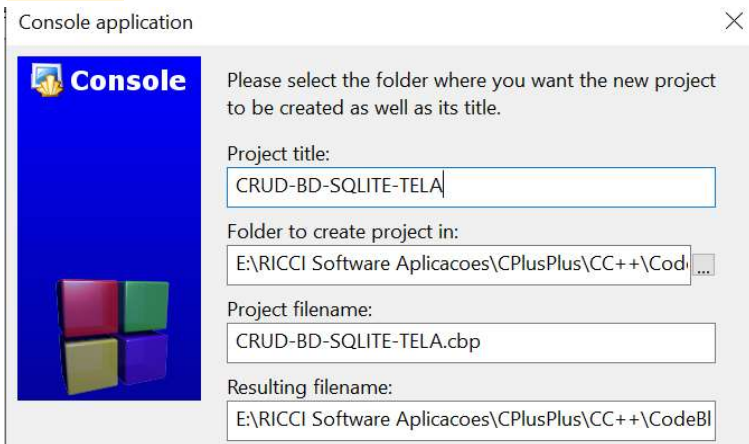 Console application
Console
Please select the folder where you want the new project
to be created as well as its title.
Project title:
CRUD-BD-SQLITE-TELA
Folder to create project in:
E:\RICCI Software Aplicacoes\CPlusPlus\CC++\Cod
...
Project filename:
CRUD-BD-SQLITE-TELA.cbp
Resulting filename:
E:\RICCI Software Aplicacoes\CPlusPlus\CC++\CodeBl